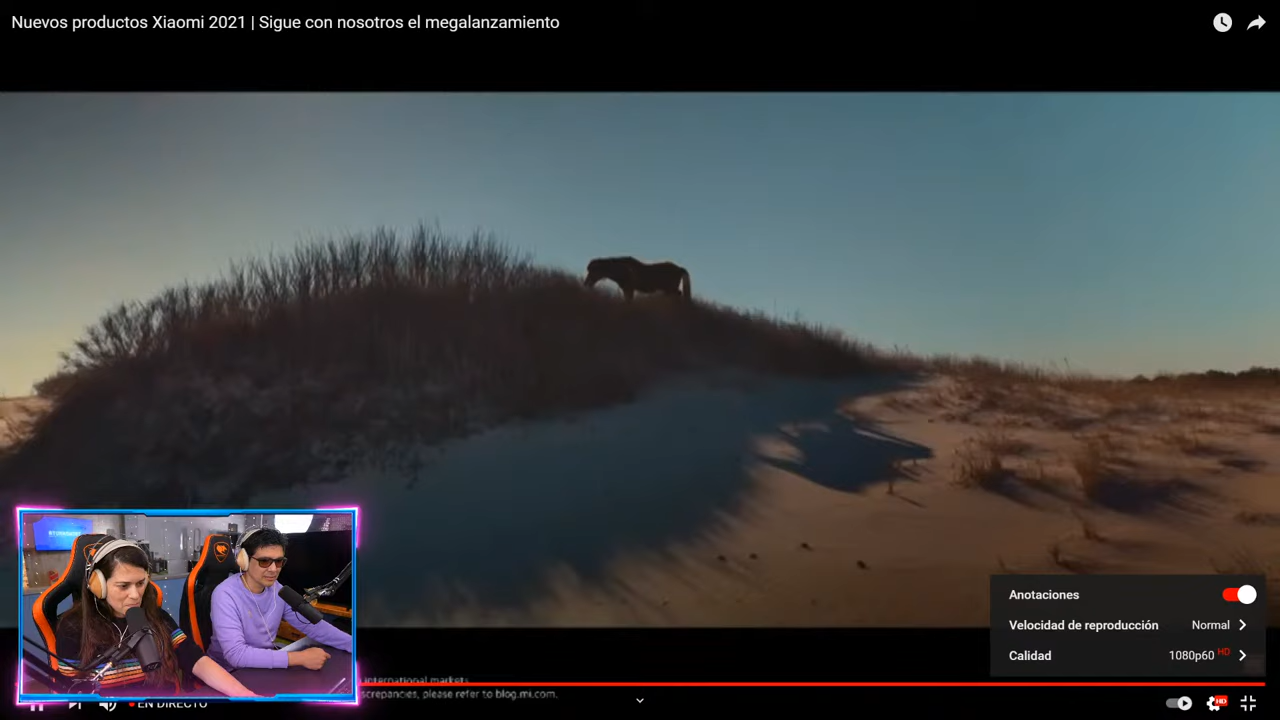 Nuevos productos Xiaomi 2021 | Sigue con nosotros el megalanzamiento
Anotaciones
Velocidad de reproducción Normal
Calidad 1080p60 HD
international markets
please refer to blog.mi.com.
EN DIRECTO
HD